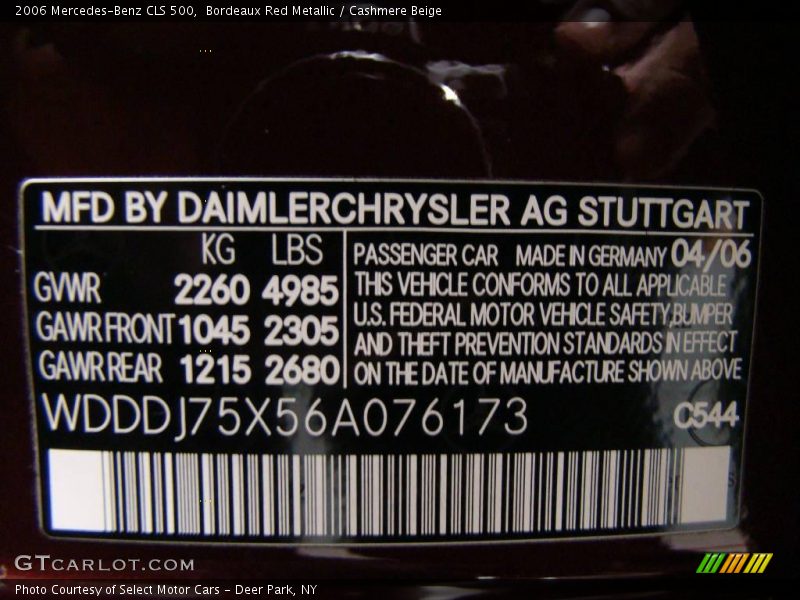 2006 Mercedes-Benz CLS 500,  Bordeaux Red Metallic / Cashmere Beige
MFD BY DAIMLERCHRYSLER AG STUTTGART
KG LBS
GVWR 2260 4985
GAWR FRONT 1045 2305
GAWR REAR 1215 2680
PASSENGER CAR MADE IN GERMANY 04/06
THIS VEHICLE CONFORMS TO ALL APPLICABLE
U.S. FEDERAL MOTOR VEHICLE SAFETY,BUMPER
AND THEFT PREVENTION STANDARDS IN EFFECT
ON THE DATE OF MANUFACTURE SHOWN ABOVE
WDDDJ75X56A076173 C544
GTCARLOT.COM
Photo Courtesy of Select Motor Cars - Deer Park, NY